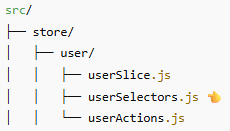 src/
├── store/
│   ├── user/
│   │   ├── userSlice.js
│   │   ├── userSelectors.js 👈
│   │   └── userActions.js